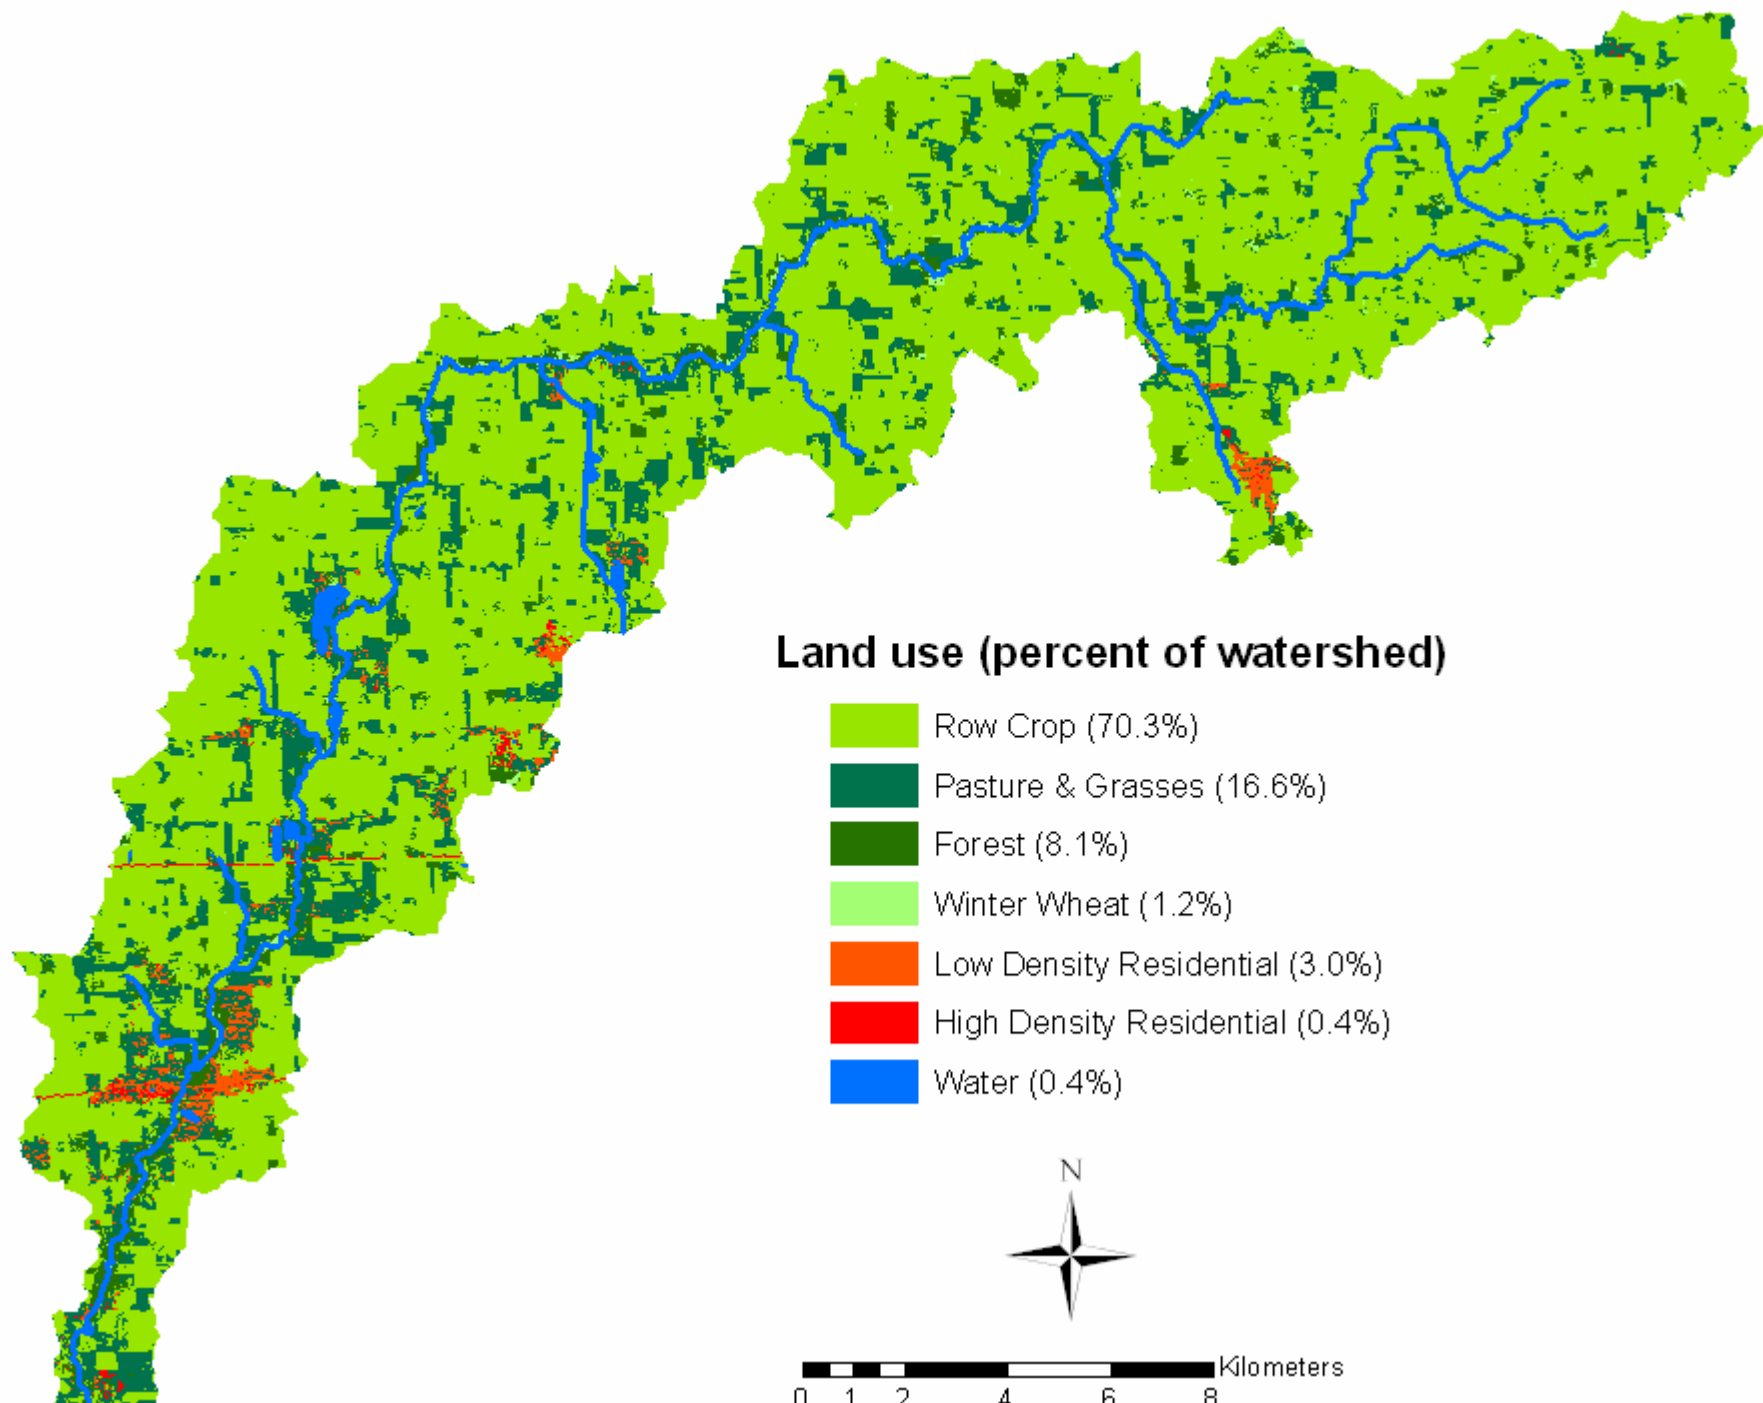 Land use (percent of watershed)
Row Crop (70.3%)
Pasture & Grasses (16.6%)
Forest (8.1%)
Winter Wheat (1.2%)
Low Density Residential (3.0%)
High Density Residential (0.4%)
Water (0.4%)
N
Kilometers
0 1 2 4 6 8